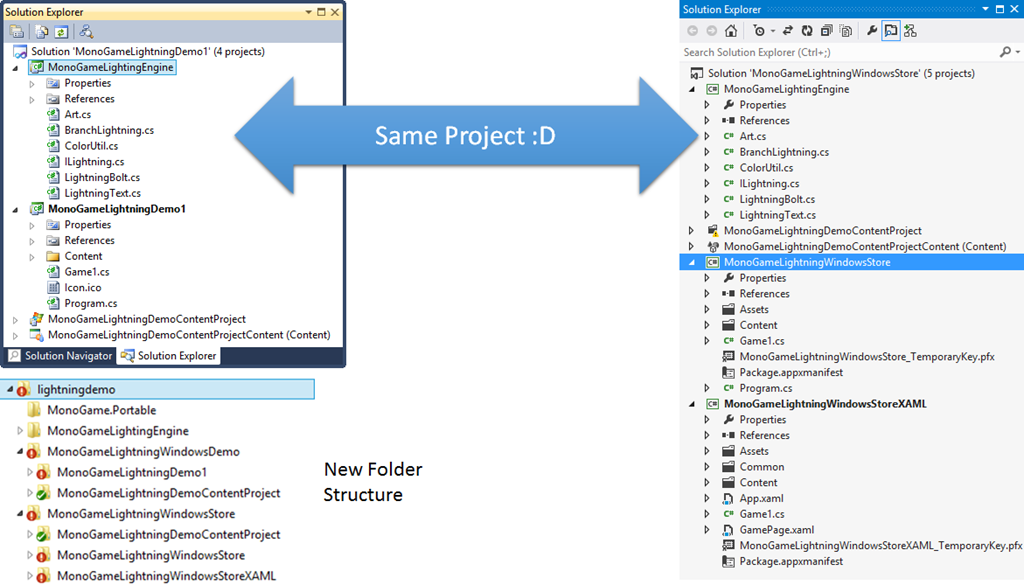 Solution Explorer
Solution 'MonoGameLightningDemo1' (4 projects)
MonoGameLightingEngine
Properties
References
Art.cs
BranchLightning.cs
ColorUtil.cs
ILightning.cs
LightningBolt.cs
LightningText.cs
MonoGameLightningDemo1
Properties
References
Content
Game1.cs
Icon.ico
Program.cs
MonoGameLightningDemoContentProject
MonoGameLightningDemoContentProjectContent (Content)
Solution Navigator
Solution Explorer
Same Project :D
lightningdemo
MonoGame.Portable
MonoGameLightingEngine
MonoGameLightningWindowsDemo
MonoGameLightningDemo1
MonoGameLightningDemoContentProject
MonoGameLightningWindowsStore
MonoGameLightningDemoContentProject
MonoGameLightningWindowsStore
MonoGameLightningWindowsStoreXAML
New Folder
Structure
Solution Explorer
Search Solution Explorer (Ctrl+;)
Solution 'MonoGameLightningWindowsStore' (5 projects)
C# MonoGameLightingEngine
Properties
References
C# Art.cs
C# BranchLightning.cs
C# ColorUtil.cs
C# ILightning.cs
C# LightningBolt.cs
C# LightningText.cs
MonoGameLightningDemoContentProject
MonoGameLightningDemoContentProjectContent (Content)
C# MonoGameLightningWindowsStore
Properties
References
Assets
Content
C# Game1.cs
MonoGameLightningWindowsStore_TemporaryKey.pfx
Package.appxmanifest
C# Program.cs
C# MonoGameLightningWindowsStoreXAML
Properties
References
Assets
Common
Content
App.xaml
C# Game1.cs
GamePage.xaml
MonoGameLightningWindowsStoreXAML_TemporaryKey.pfx
Package.appxmanifest